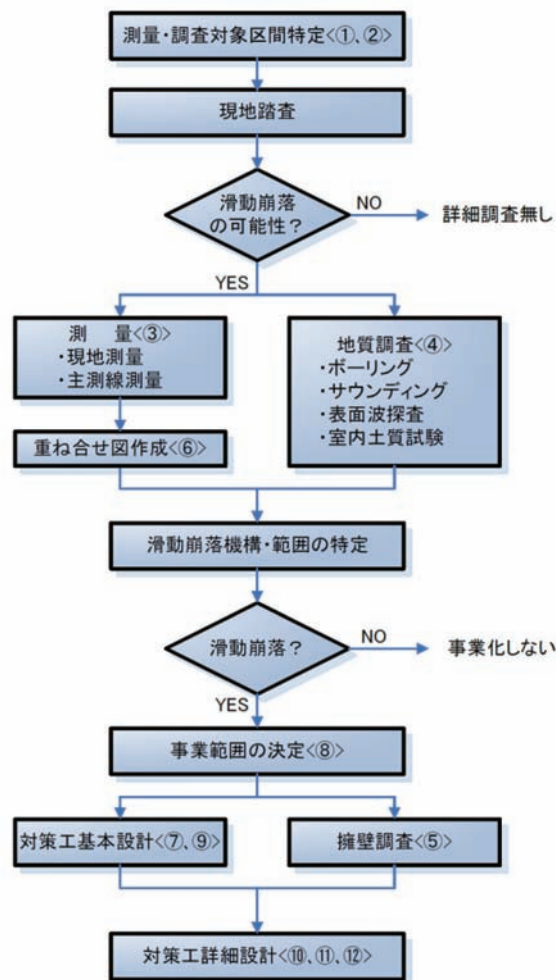 測量・調査対象区間特定<①、②>
現地踏査
滑動崩落
の可能性？
NO
詳細調査無し
YES
測　量<③>
・現地測量
・主測線測量
地質調査<④>
・ボーリング
・サウンディング
・表面波探査
・室内土質試験
重ね合せ図作成<⑥>
滑動崩落機構・範囲の特定
滑動崩落？
NO
事業化しない
YES
事業範囲の決定<⑧>
対策工基本設計<⑦、⑨>
擁壁調査<⑤>
対策工詳細設計<⑩、⑪、⑫>